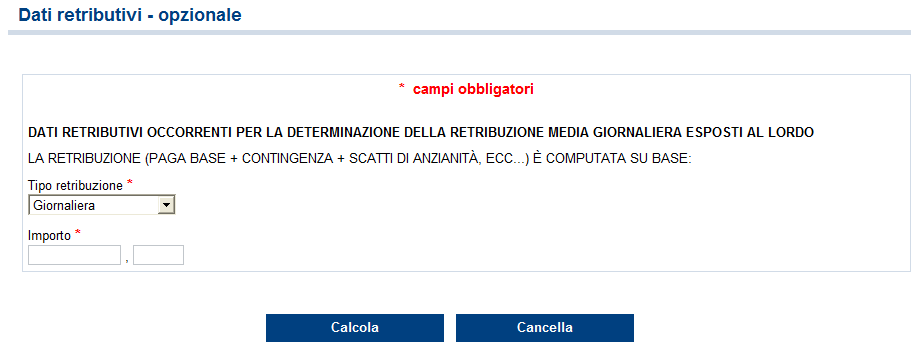 Dati retributivi - opzionale
* campi obbligatori
DATI RETRIBUTIVI OCCORRENTI PER LA DETERMINAZIONE DELLA RETRIBUZIONE MEDIA GIORNALIERA ESPOSTI AL LORDO
LA RETRIBUZIONE (PAGA BASE + CONTINGENZA + SCATTI DI ANZIANITÀ, ECC...) È COMPUTATA SU BASE:
Tipo retribuzione *
Giornaliera
Importo *
,
Calcola Cancella